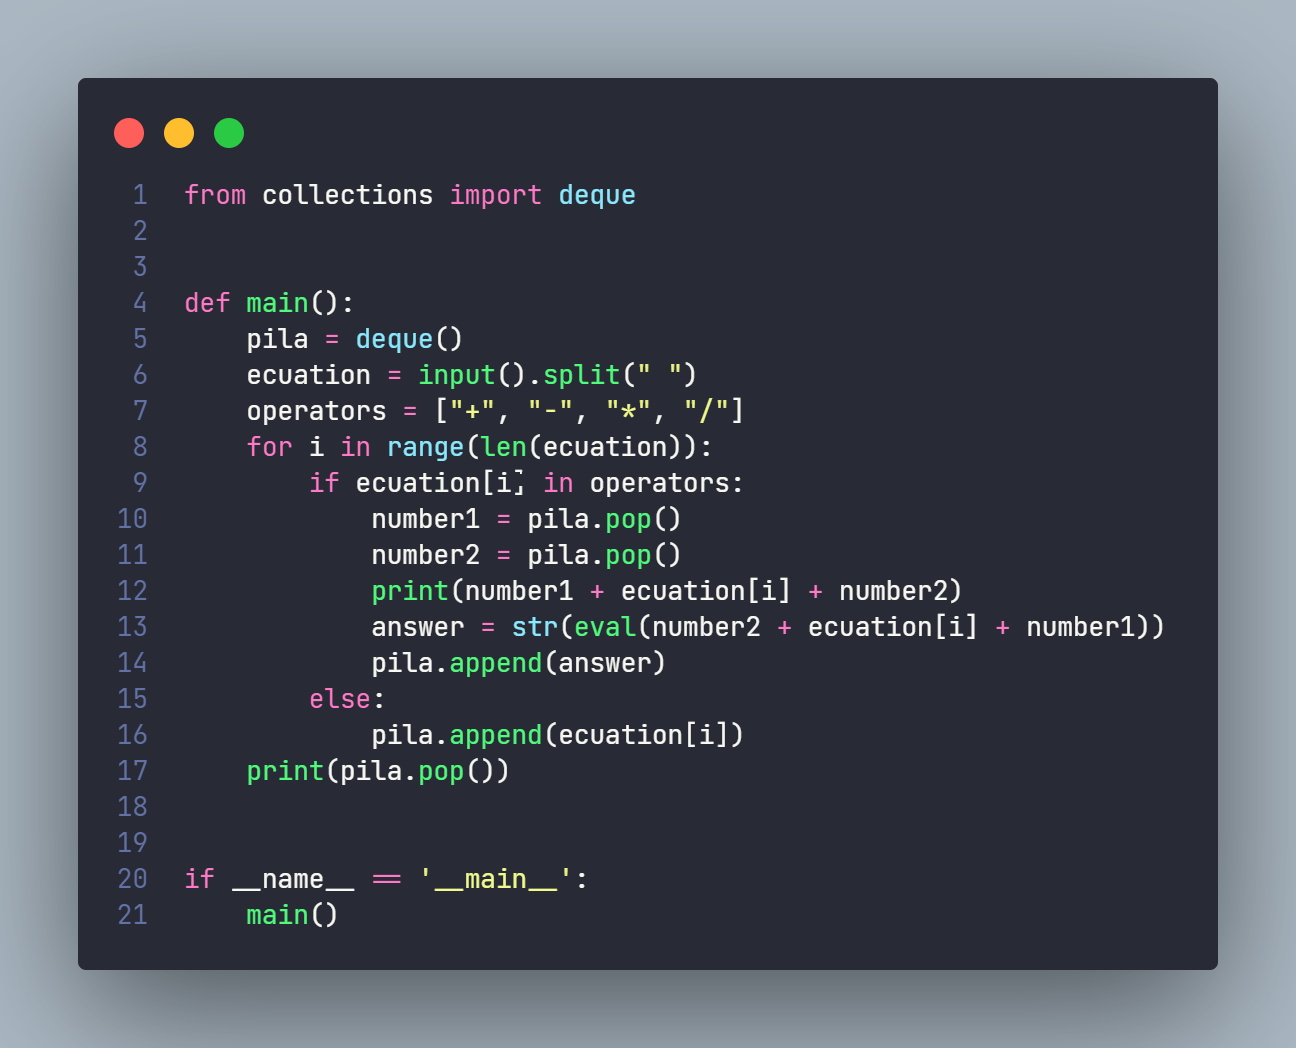 1 from collections import deque
2
3
4 def main():
5     pila = deque()
6     ecuation = input().split(" ")
7     operators = ["+", "-", "*", "/"]
8     for i in range(len(ecuation)):
9         if ecuation[i] in operators:
10             number1 = pila.pop()
11             number2 = pila.pop()
12             print(number1 + ecuation[i] + number2)
13             answer = str(eval(number2 + ecuation[i] + number1))
14             pila.append(answer)
15         else:
16             pila.append(ecuation[i])
17     print(pila.pop())
18
19
20 if __name__ == '__main__':
21     main()